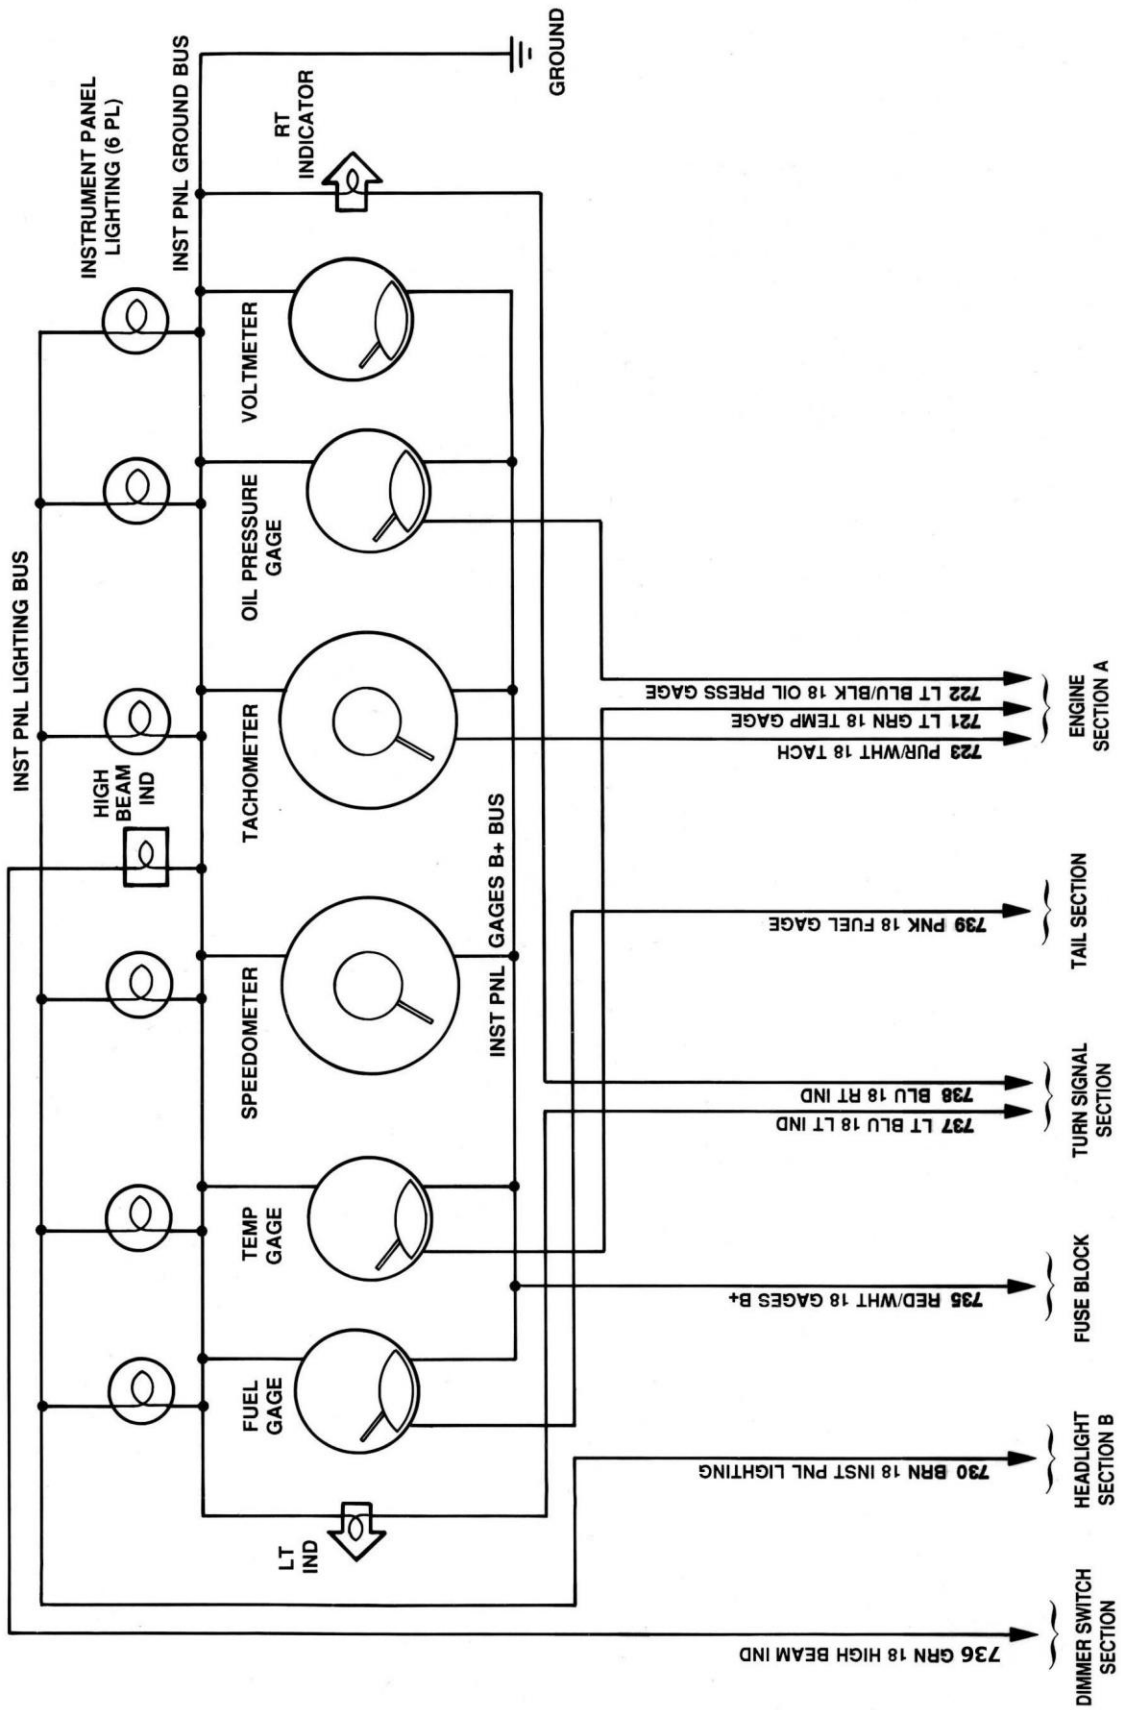 INSTRUMENT PANEL
LIGHTING (6 PL)
INST PNL LIGHTING BUS
INST PNL GROUND BUS
HIGH
BEAM
IND
GROUND
RT
INDICATOR
LT
IND
FUEL
GAGE
TEMP
GAGE
SPEEDOMETER
TACHOMETER
OIL PRESSURE
GAGE
VOLTMETER
INST PNL GAGES B+ BUS
736 GRN 18 HIGH BEAM IND
730 BRN 18 INST PNL LIGHTING
735 RED/WHT 18 GAGES B+
737 LT BLU 18 LT IND
738 BLU 18 RT IND
739 PNK 18 FUEL GAGE
723 PUR/WHT 18 TACH
721 LT GRN 18 TEMP GAGE
722 LT BLU/BLK 18 OIL PRESS GAGE
DIMMER SWITCH
SECTION
HEADLIGHT
SECTION B
FUSE BLOCK
TURN SIGNAL
SECTION
TAIL SECTION
ENGINE
SECTION A